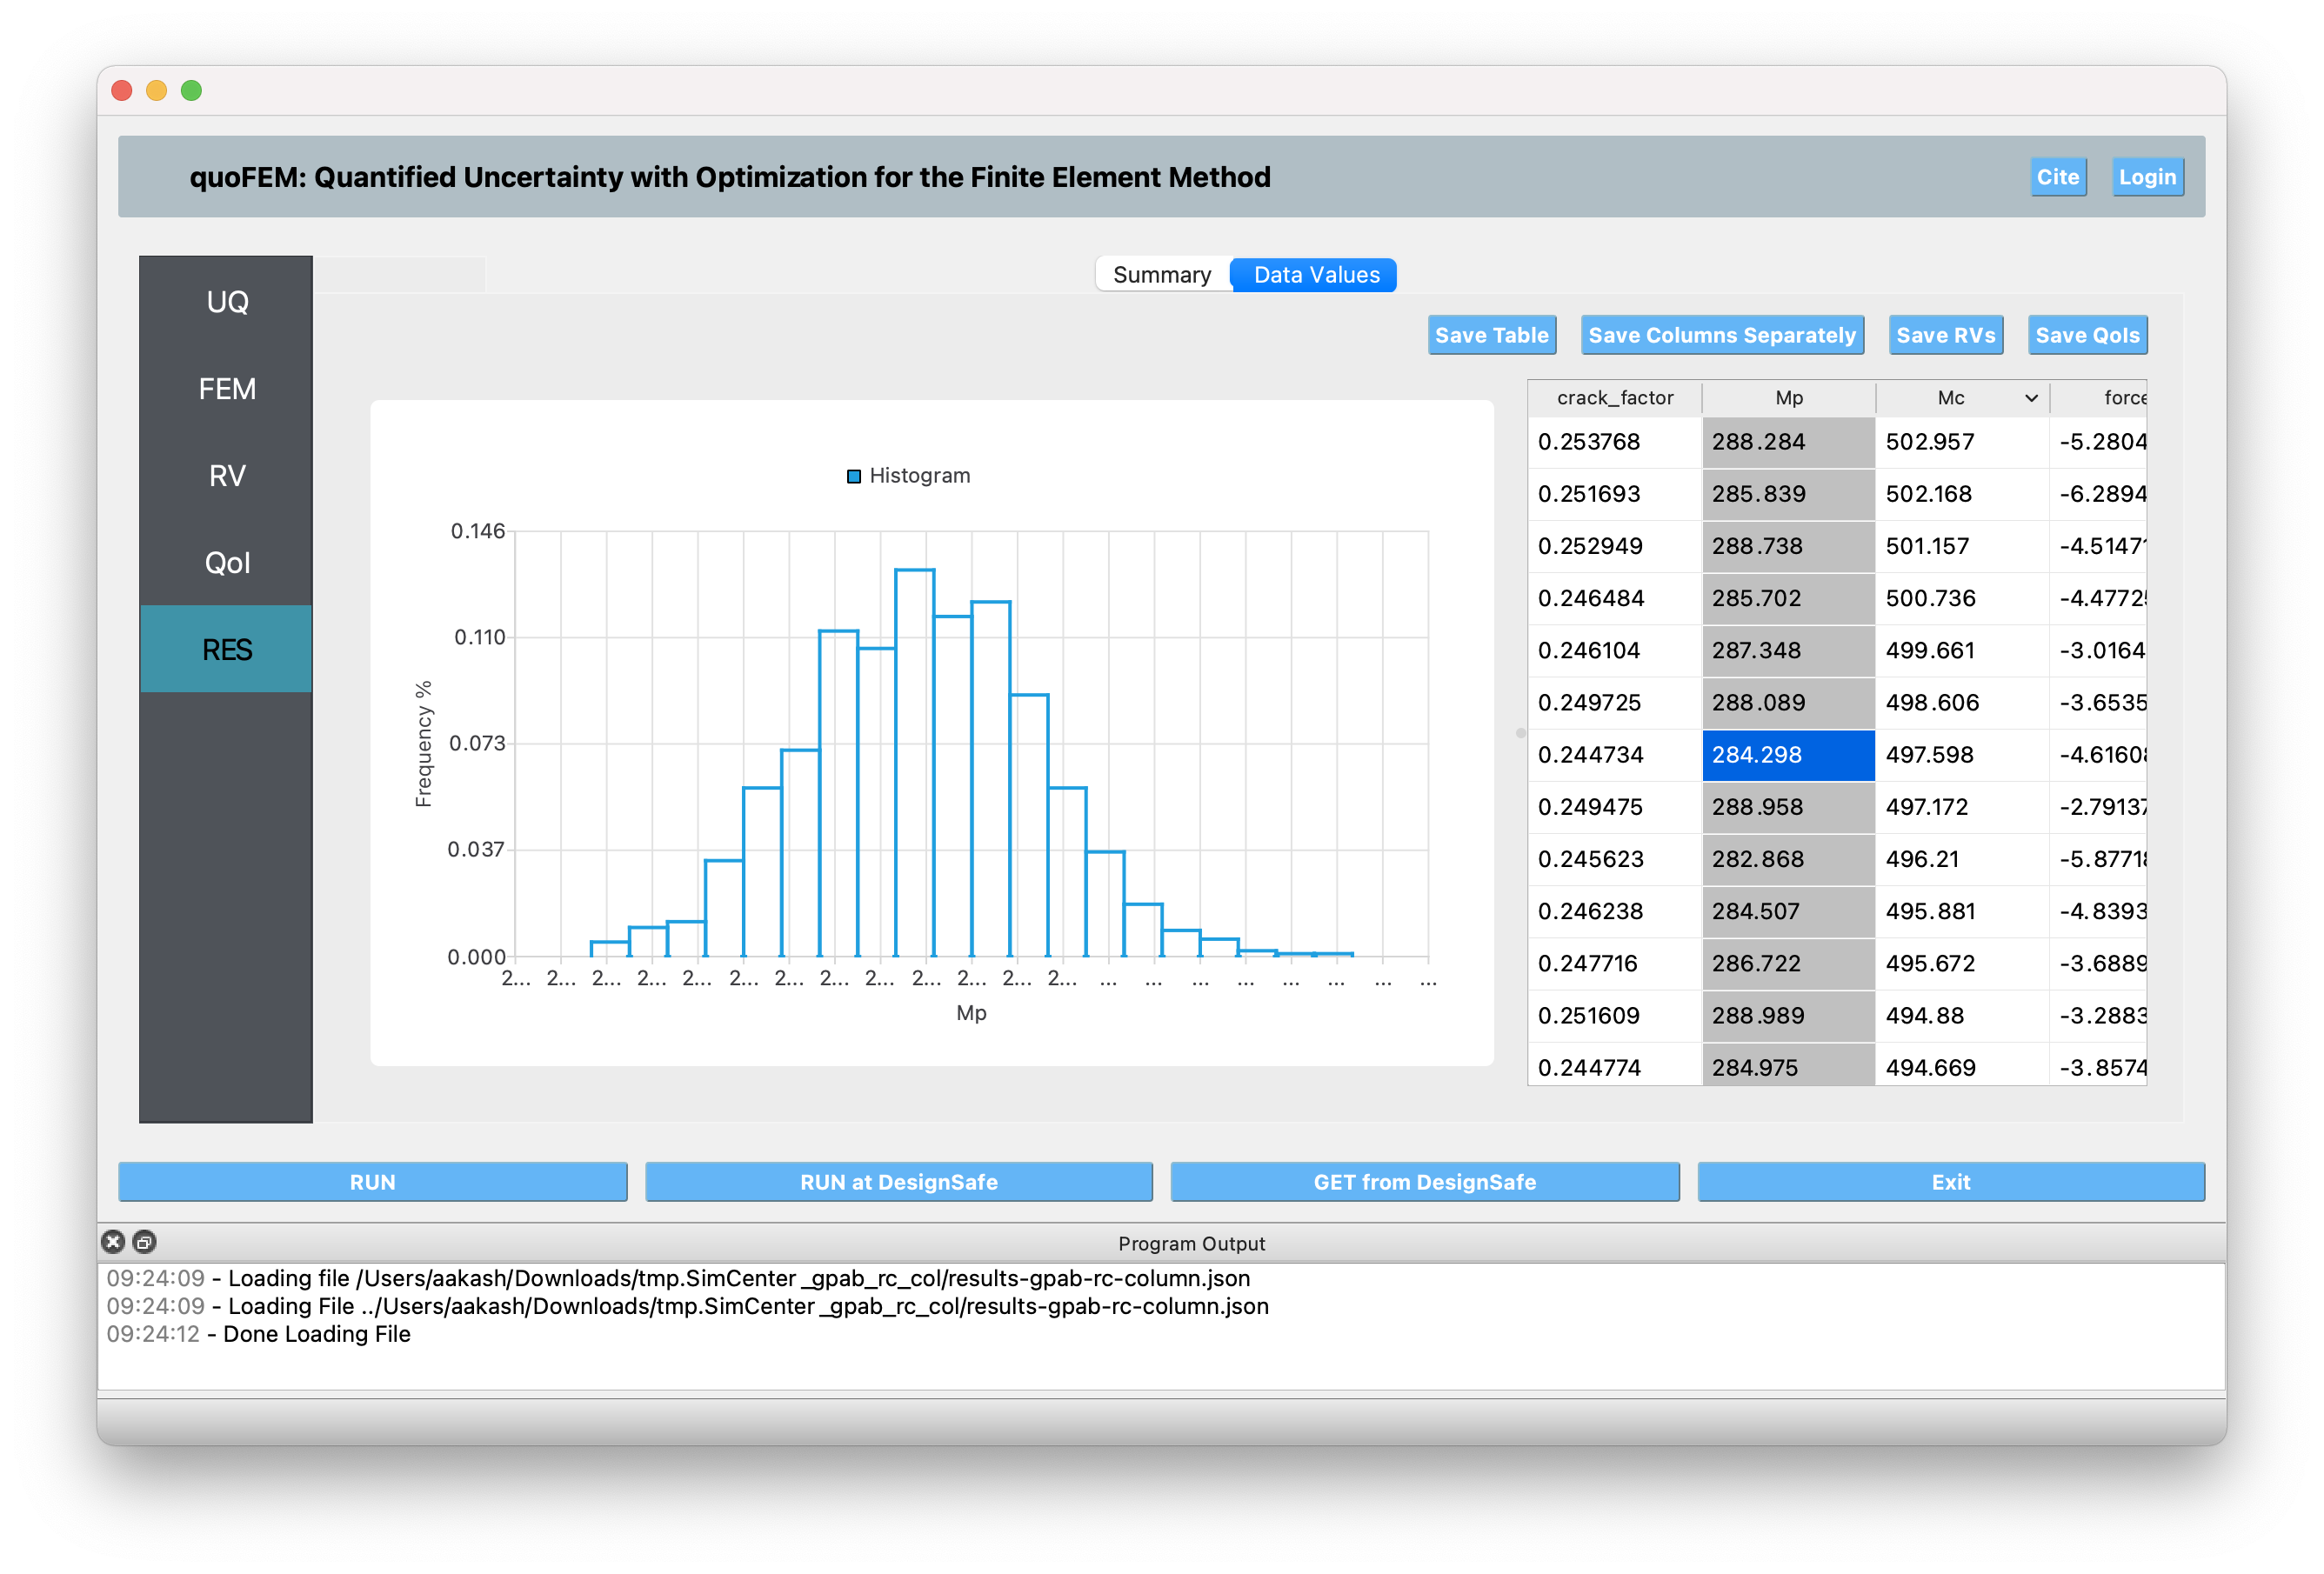 quoFEM: Quantified Uncertainty with Optimization for the Finite Element Method
Cite
Login
UQ
FEM
RV
QoI
RES
Summary
Data Values
Save Table
Save Columns Separately
Save RVs
Save QoIs
Histogram
0.146
0.110
0.073
0.037
0.000
Frequency %
2... 2... 2... 2... 2... 2... 2... 2... 2... 2... 2... 2... 2... ... ... ... ... ... ... ... ...
Mp
crack_factor Mp Mc force
0.253768 288.284 502.957 -5.2804
0.251693 285.839 502.168 -6.2894
0.252949 288.738 501.157 -4.5147
0.246484 285.702 500.736 -4.4772
0.246104 287.348 499.661 -3.0164
0.249725 288.089 498.606 -3.6535
0.244734 284.298 497.598 -4.6160
0.249475 288.958 497.172 -2.7913
0.245623 282.868 496.21 -5.8771
0.246238 284.507 495.881 -4.8393
0.247716 286.722 495.672 -3.6889
0.251609 288.989 494.88 -3.2883
0.244774 284.975 494.669 -3.8574
RUN
RUN at DesignSafe
GET from DesignSafe
Exit
Program Output
09:24:09 - Loading file /Users/aakash/Downloads/tmp.SimCenter_gpab_rc_col/results-gpab-rc-column.json
09:24:09 - Loading File ../Users/aakash/Downloads/tmp.SimCenter_gpab_rc_col/results-gpab-rc-column.json
09:24:12 - Done Loading File